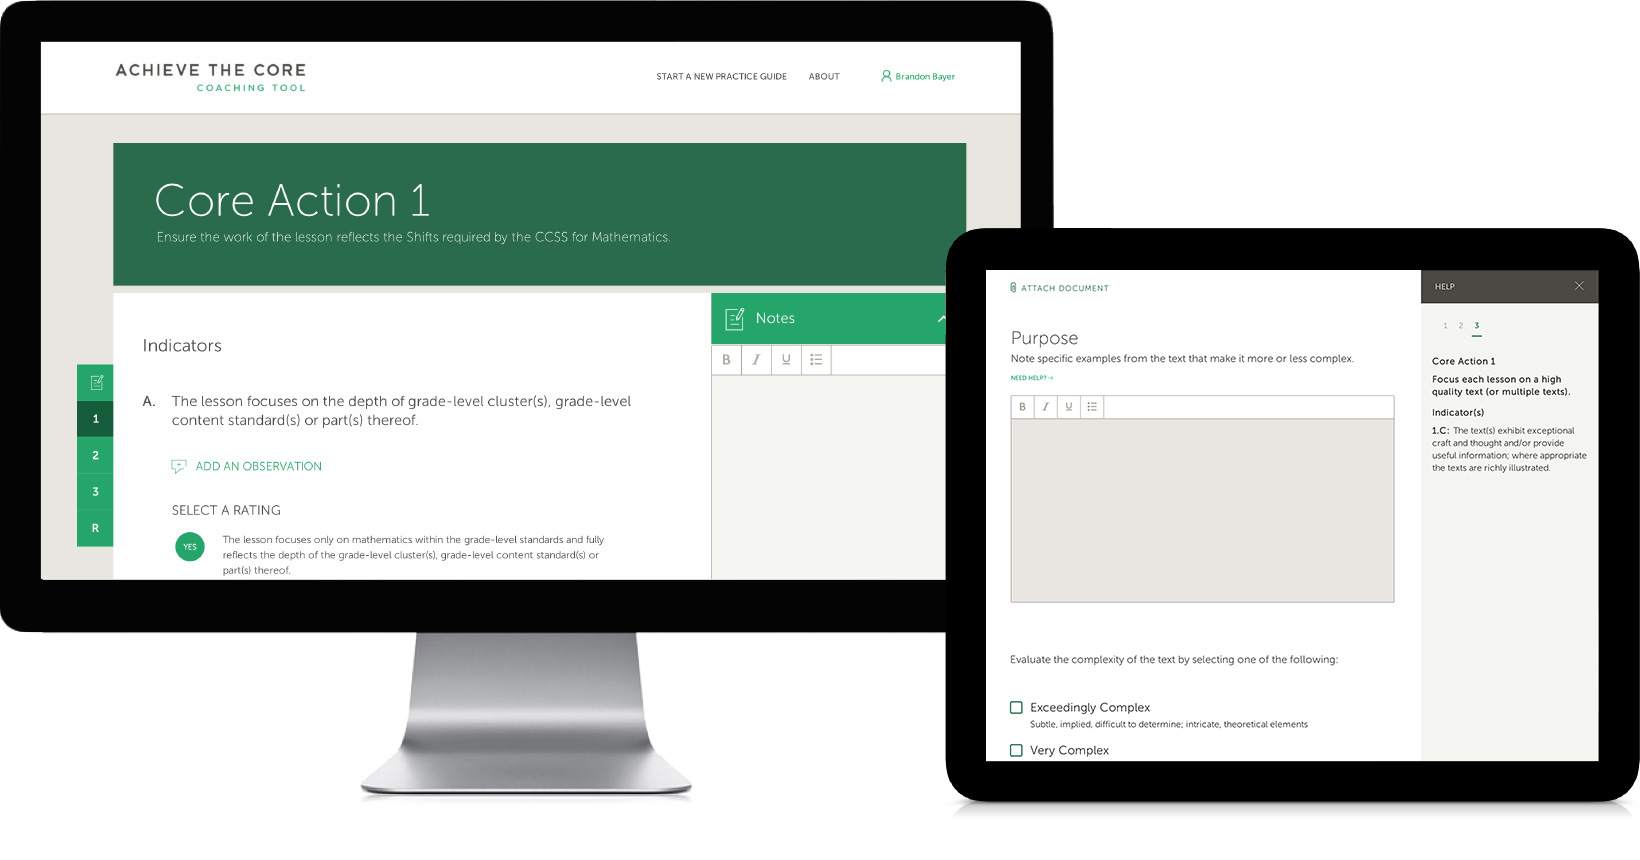 ACHIEVE THE CORE
COACHING TOOL
START A NEW PRACTICE GUIDE
ABOUT
Brandon Bayer
Core Action 1
Ensure the work of the lesson reflects the Shifts required by the CCSS for Mathematics.
1
2
3
R
Indicators
A. The lesson focuses on the depth of grade-level cluster(s), grade-level
content standard(s) or part(s) thereof.
ADD AN OBSERVATION
SELECT A RATING
YES
The lesson focuses only on mathematics within the grade-level standards and fully
reflects the depth of the grade-level cluster(s), grade-level content standard(s) or
part(s) thereof.
Notes
B I U
ATTACH DOCUMENT
Purpose
Note specific examples from the text that make it more or less complex.
NEED HELP?→
B I U
Evaluate the complexity of the text by selecting one of the following:
Exceedingly Complex
Subtle, implied, difficult to determine; intricate, theoretical elements
Very Complex
HELP
1 2 3
Core Action 1
Focus each lesson on a high
quality text (or multiple texts).
Indicator(s)
1.C: The text(s) exhibit exceptional
craft and thought and/or provide
useful information; where appropriate
the texts are richly illustrated.